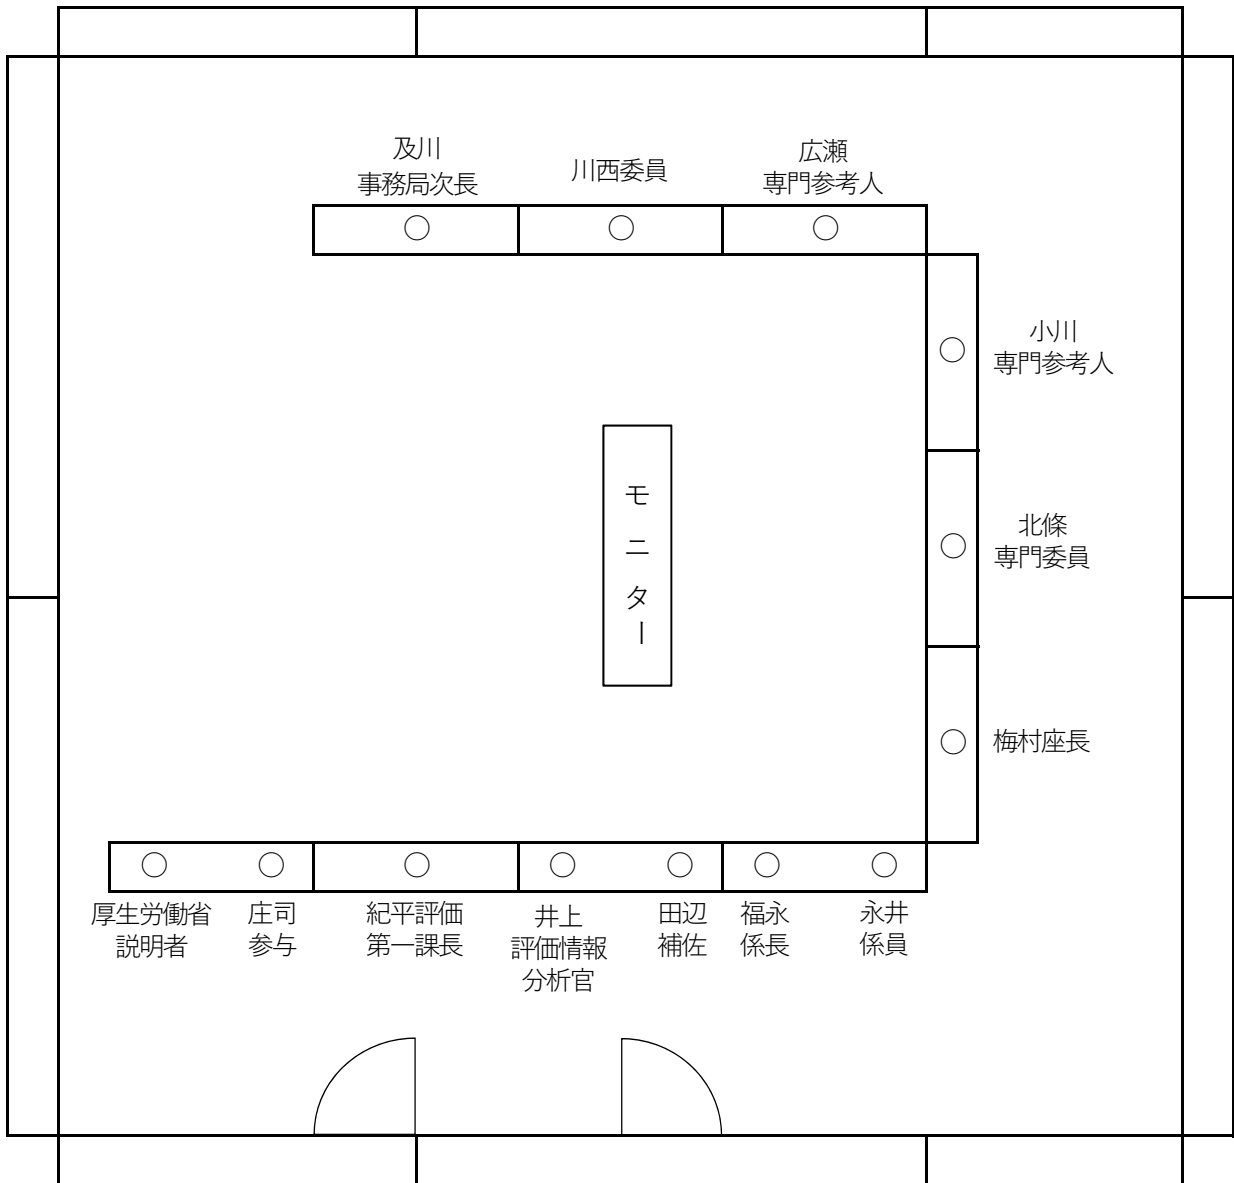 及川
事務局次長
川西委員
広瀬
専門参考人
小川
専門参考人
モニター
北條
専門委員
梅村座長
厚生労働省
説明者
庄司
参与
紀平評価
第一課長
井上
評価情報
分析官
田辺
補佐
福永
係長
永井
係員